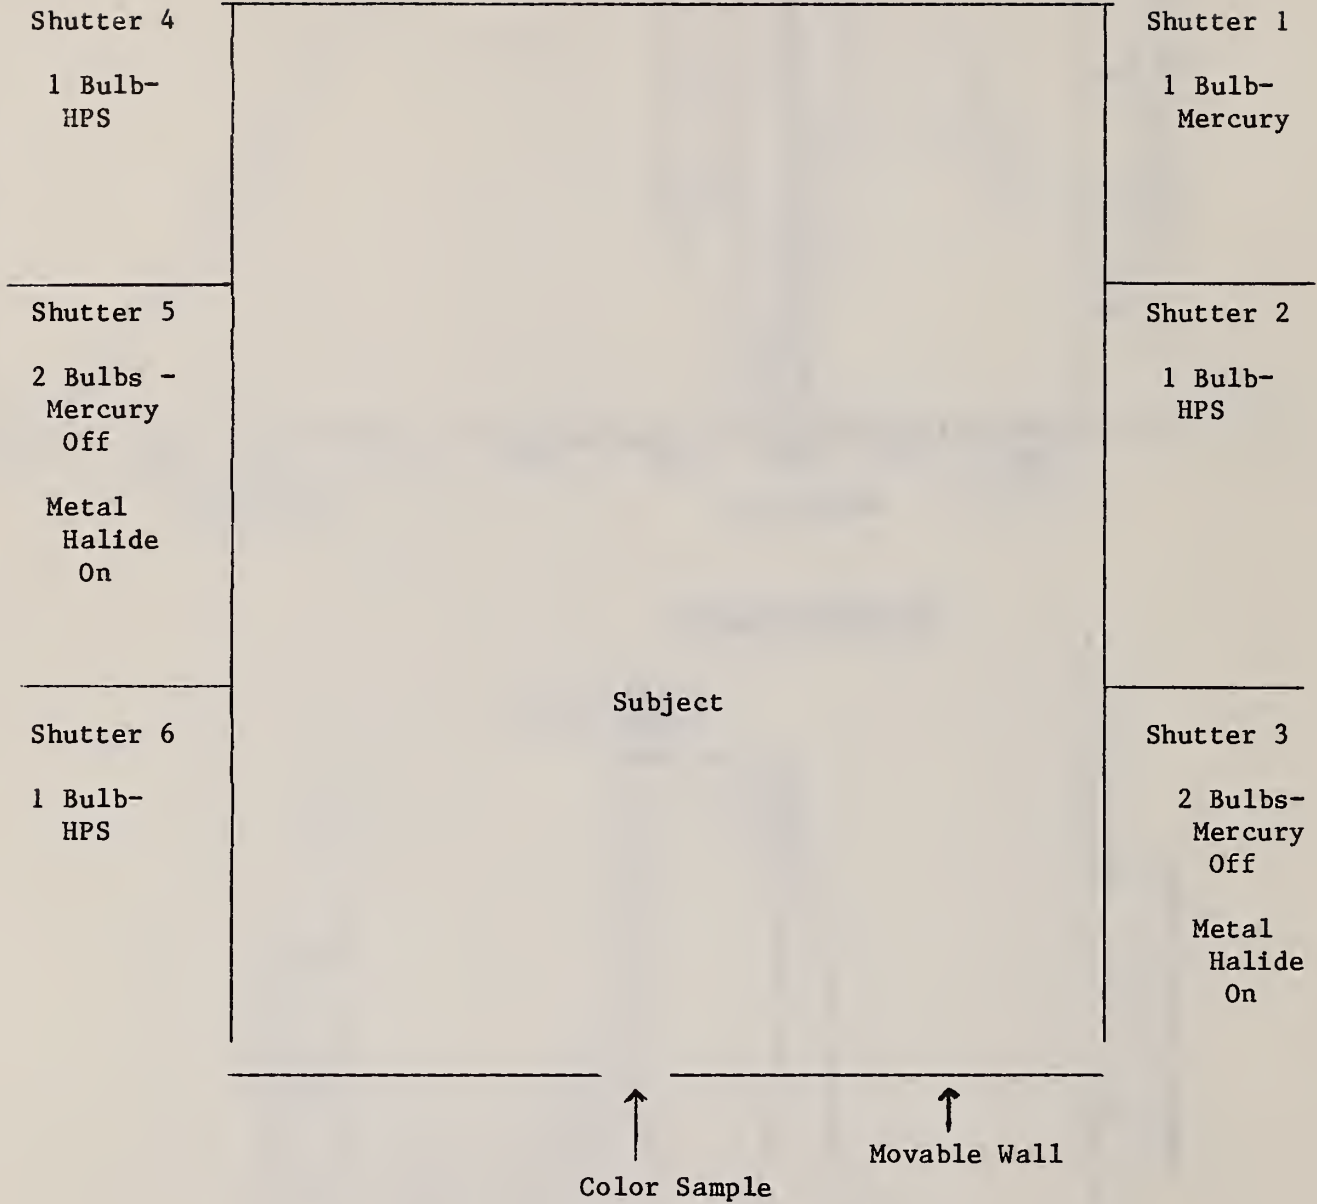 Shutter 4
1 Bulb-
HPS
Shutter 5
2 Bulbs -
Mercury
Off
Metal
Halide
On
Shutter 6
1 Bulb-
HPS
Subject
Shutter 1
1 Bulb-
Mercury
Shutter 2
1 Bulb-
HPS
Shutter 3
2 Bulbs-
Mercury
Off
Metal
Halide
On
Color Sample
Movable Wall